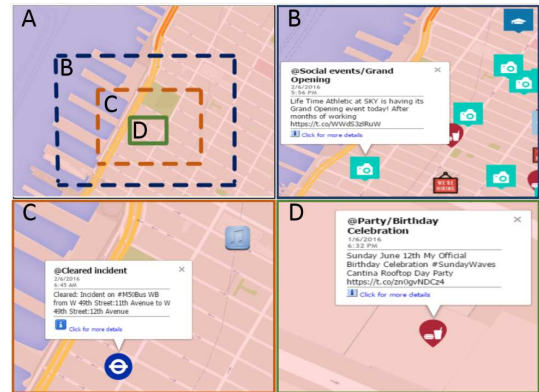 A
B
C
D
B
@Social events/Grand
Opening
2/6/2016
5:56 PM
Life Time Athletic at SKY is having its
Grand Opening event today! After
months of working
https://t.co/WWdS3zlRuW
Click for more details
WE'RE
HIRING
C
@Cleared incident
2/6/2016
6:45 AM
Cleared: Incident on #M50Bus WB
from W 49th Street:11th Avenue to W
49th Street:12th Avenue
Click for more details
D
@Party/Birthday
Celebration
1/6/2016
6:32 PM
Sunday June 12th My Official
Birthday Celebration #SundayWaves
Cantina Rooftop Day Party
https://t.co/zn0gvNDCz4
Click for more details